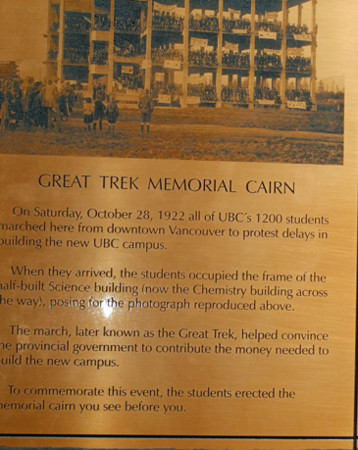 GREAT TREK MEMORIAL CAIRN
On Saturday, October 28, 1922 all of UBC's 1200 students
marched here from downtown Vancouver to protest delays in
building the new UBC campus.
When they arrived, the students occupied the frame of the
half-built Science building (now the Chemistry building across
the way), posing for the photograph reproduced above.
The march, later known as the Great Trek, helped convince
he provincial government to contribute the money needed to
build the new campus.
To commemorate this event, the students erected the
memorial cairn you see before you.